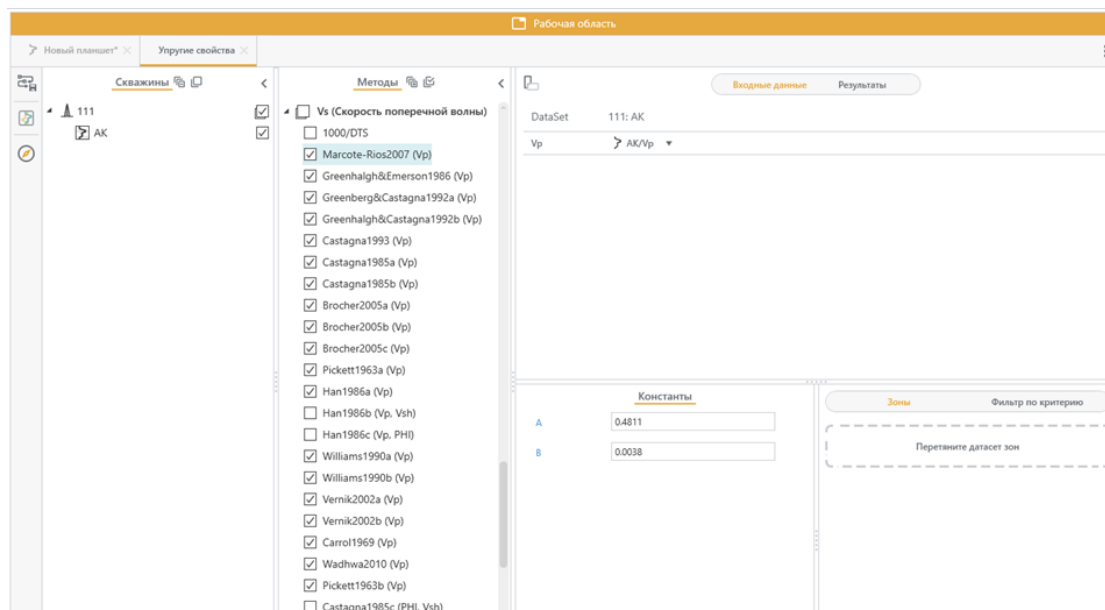 Рабочая область
Новый планшет*
Упругие свойства
Скважины
111
АК
Методы
Vs (Скорость поперечной волны)
1000/DTS
Marcote-Rios2007 (Vp)
Greenhalgh&Emerson1986 (Vp)
Greenberg&Castagna1992a (Vp)
Greenhalgh&Castagna1992b (Vp)
Castagna1993 (Vp)
Castagna1985a (Vp)
Castagna1985b (Vp)
Brocher2005a (Vp)
Brocher2005b (Vp)
Brocher2005c (Vp)
Pickett1963a (Vp)
Han1986a (Vp)
Han1986b (Vp, Vsh)
Han1986c (Vp, PHI)
Williams1990a (Vp)
Williams1990b (Vp)
Vernik2002a (Vp)
Vernik2002b (Vp)
Carrol1969 (Vp)
Wadhwa2010 (Vp)
Pickett1963b (Vp)
Castagna1985c (PHI, Vsh)
Входные данные
Результаты
DataSet 111: АК
Vp АК/Vp
Константы
A 0.4811
B 0.0038
Зоны
Фильтр по критерию
Перетяните датасет зон